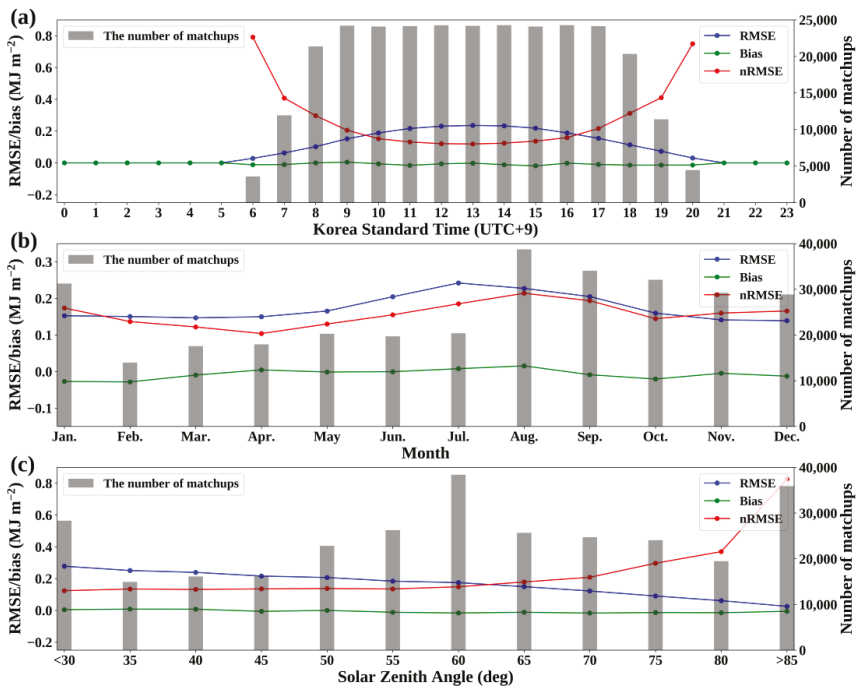 (a)
The number of matchups
RMSE
Bias
nRMSE
0.8
0.6
0.4
0.2
0.0
−0.2
RMSE/bias (MJ m−2)
25,000
20,000
15,000
10,000
5,000
0
Number of matchups
0 1 2 3 4 5 6 7 8 9 10 11 12 13 14 15 16 17 18 19 20 21 22 23
Korea Standard Time (UTC+9)
(b)
The number of matchups
RMSE
Bias
nRMSE
0.3
0.2
0.1
0.0
−0.1
RMSE/bias (MJ m−2)
40,000
30,000
20,000
10,000
0
Number of matchups
Jan. Feb. Mar. Apr. May Jun. Jul. Aug. Sep. Oct. Nov. Dec.
Month
(c)
The number of matchups
RMSE
Bias
nRMSE
0.8
0.6
0.4
0.2
0.0
−0.2
RMSE/bias (MJ m−2)
40,000
30,000
20,000
10,000
0
Number of matchups
<30 35 40 45 50 55 60 65 70 75 80 >85
Solar Zenith Angle (deg)